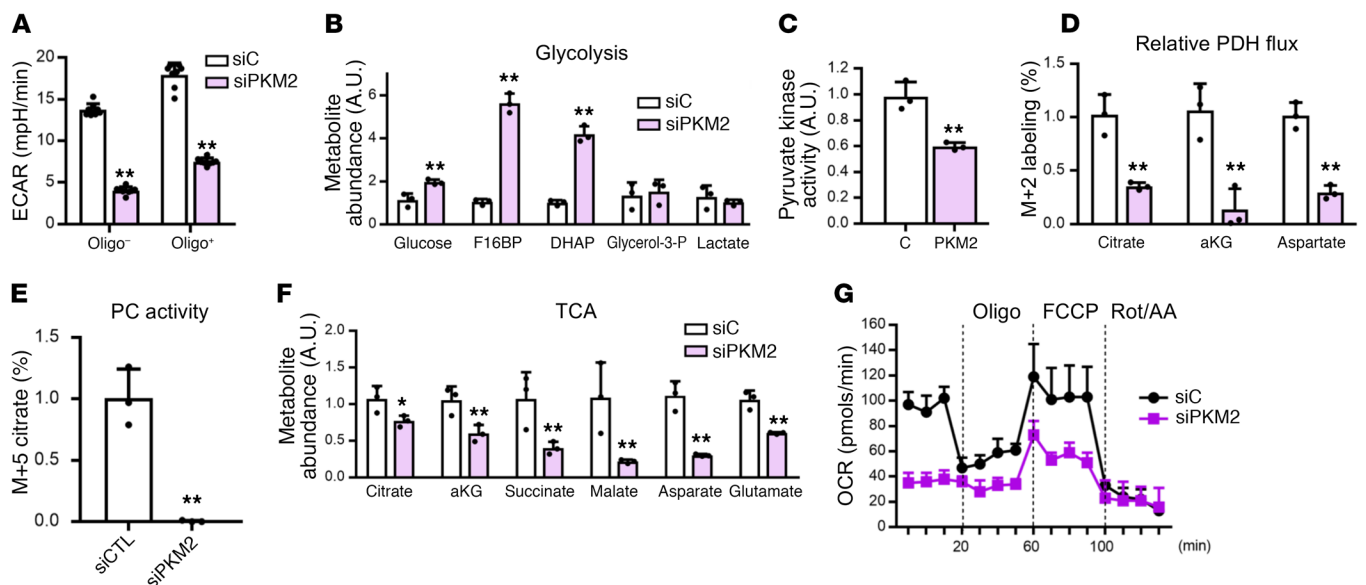 A
ECAR (mpH/min)
20
15
10
5
0
siC
siPKM2
**
**
Oligo⁻
Oligo⁺
B
Glycolysis
Metabolite
abundance (A.U.)
6
4
2
0
siC
siPKM2
**
**
**
Glucose
F16BP
DHAP
Glycerol-3-P
Lactate
C
Pyruvate kinase
activity (A.U.)
1.2
1.0
0.8
0.6
0.4
0.2
0.0
**
C
PKM2
D
Relative PDH flux
M+2 labeling (%)
1.5
1.0
0.5
0.0
**
**
**
Citrate
aKG
Aspartate
E
PC activity
M+5 citrate (%)
1.5
1.0
0.5
0.0
**
siCTL
siPKM2
F
TCA
Metabolite
abundance (A.U.)
2.0
1.5
1.0
0.5
0.0
siC
siPKM2
*
**
**
**
**
**
Citrate
aKG
Succinate
Malate
Asparate
Glutamate
G
Oligo
FCCP
Rot/AA
OCR (pmols/min)
160
140
120
100
80
60
40
20
0
siC
siPKM2
20
60
100
(min)